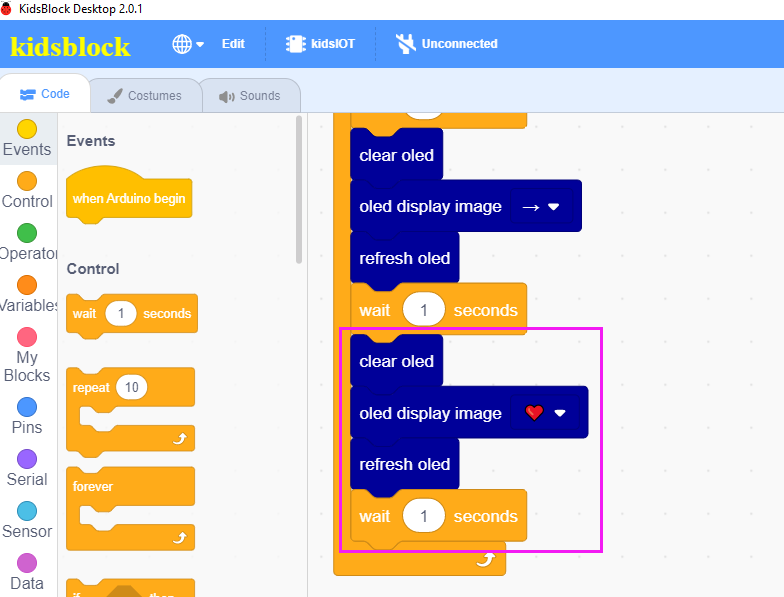 KidsBlock Desktop 2.0.1
kidsblock
Edit
kidsIOT
Unconnected
Code
Costumes
Sounds
Events
Control
Operator
Variables
My
Blocks
Pins
Serial
Sensor
Data
Events
when Arduino begin
Control
wait 1 seconds
repeat 10
forever
clear oled
oled display image →
refresh oled
wait 1 seconds
clear oled
oled display image
refresh oled
wait 1 seconds